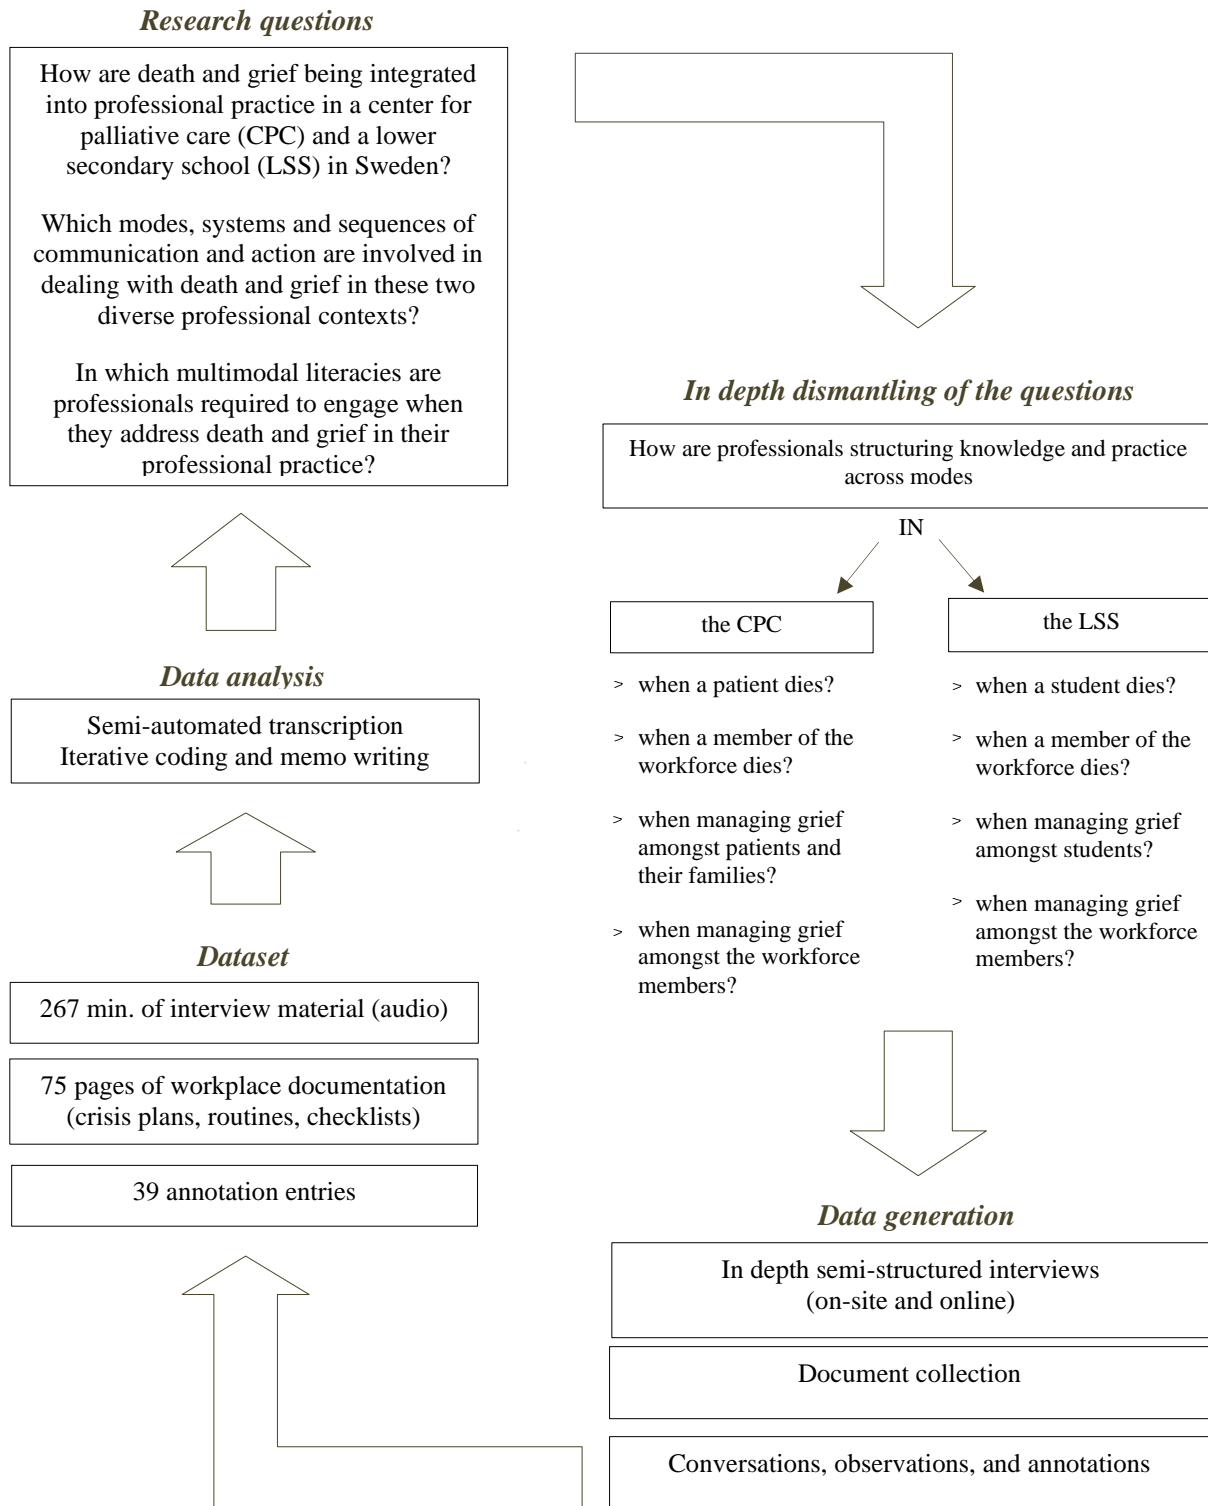 Research questions
How are death and grief being integrated
into professional practice in a center for
palliative care (CPC) and a lower
secondary school (LSS) in Sweden?
Which modes, systems and sequences of
communication and action are involved in
dealing with death and grief in these two
diverse professional contexts?
In which multimodal literacies are
professionals required to engage when
they address death and grief in their
professional practice?
In depth dismantling of the questions
How are professionals structuring knowledge and practice
across modes
IN
the CPC
> when a patient dies?
> when a member of the
workforce dies?
> when managing grief
amongst patients and
their families?
> when managing grief
amongst the workforce
members?
the LSS
> when a student dies?
> when a member of the
workforce dies?
> when managing grief
amongst students?
> when managing grief
amongst the workforce
members?
Data generation
In depth semi-structured interviews
(on-site and online)
Document collection
Conversations, observations, and annotations
Dataset
267 min. of interview material (audio)
75 pages of workplace documentation
(crisis plans, routines, checklists)
39 annotation entries
Data analysis
Semi-automated transcription
Iterative coding and memo writing